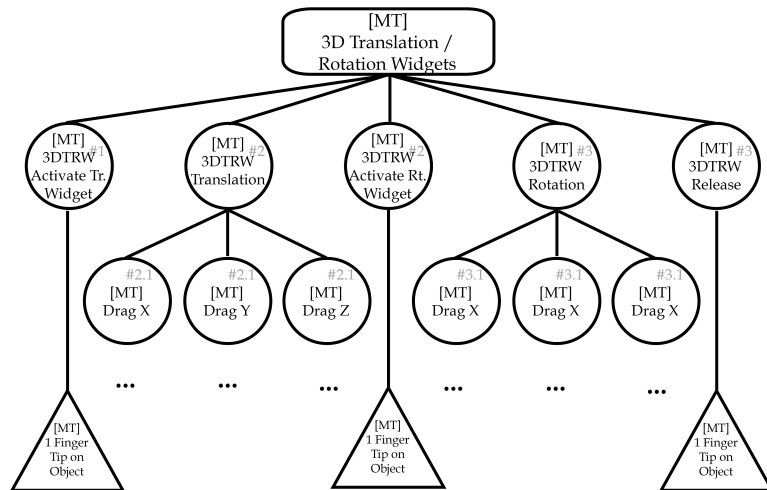 [MT]
3D Translation /
Rotation Widgets
[MT] #1
3DTRW
Activate Tr.
Widget
[MT] #2
3DTRW
Translation
[MT] #2
3DTRW
Activate Rt.
Widget
[MT] #3
3DTRW
Rotation
[MT] #3
3DTRW
Release
#2.1
[MT]
Drag X
#2.1
[MT]
Drag Y
#2.1
[MT]
Drag Z
#3.1
[MT]
Drag X
#3.1
[MT]
Drag X
#3.1
[MT]
Drag X
...
...
...
...
...
...
[MT]
1 Finger
Tip on
Object
[MT]
1 Finger
Tip on
Object
[MT]
1 Finger
Tip on
Object